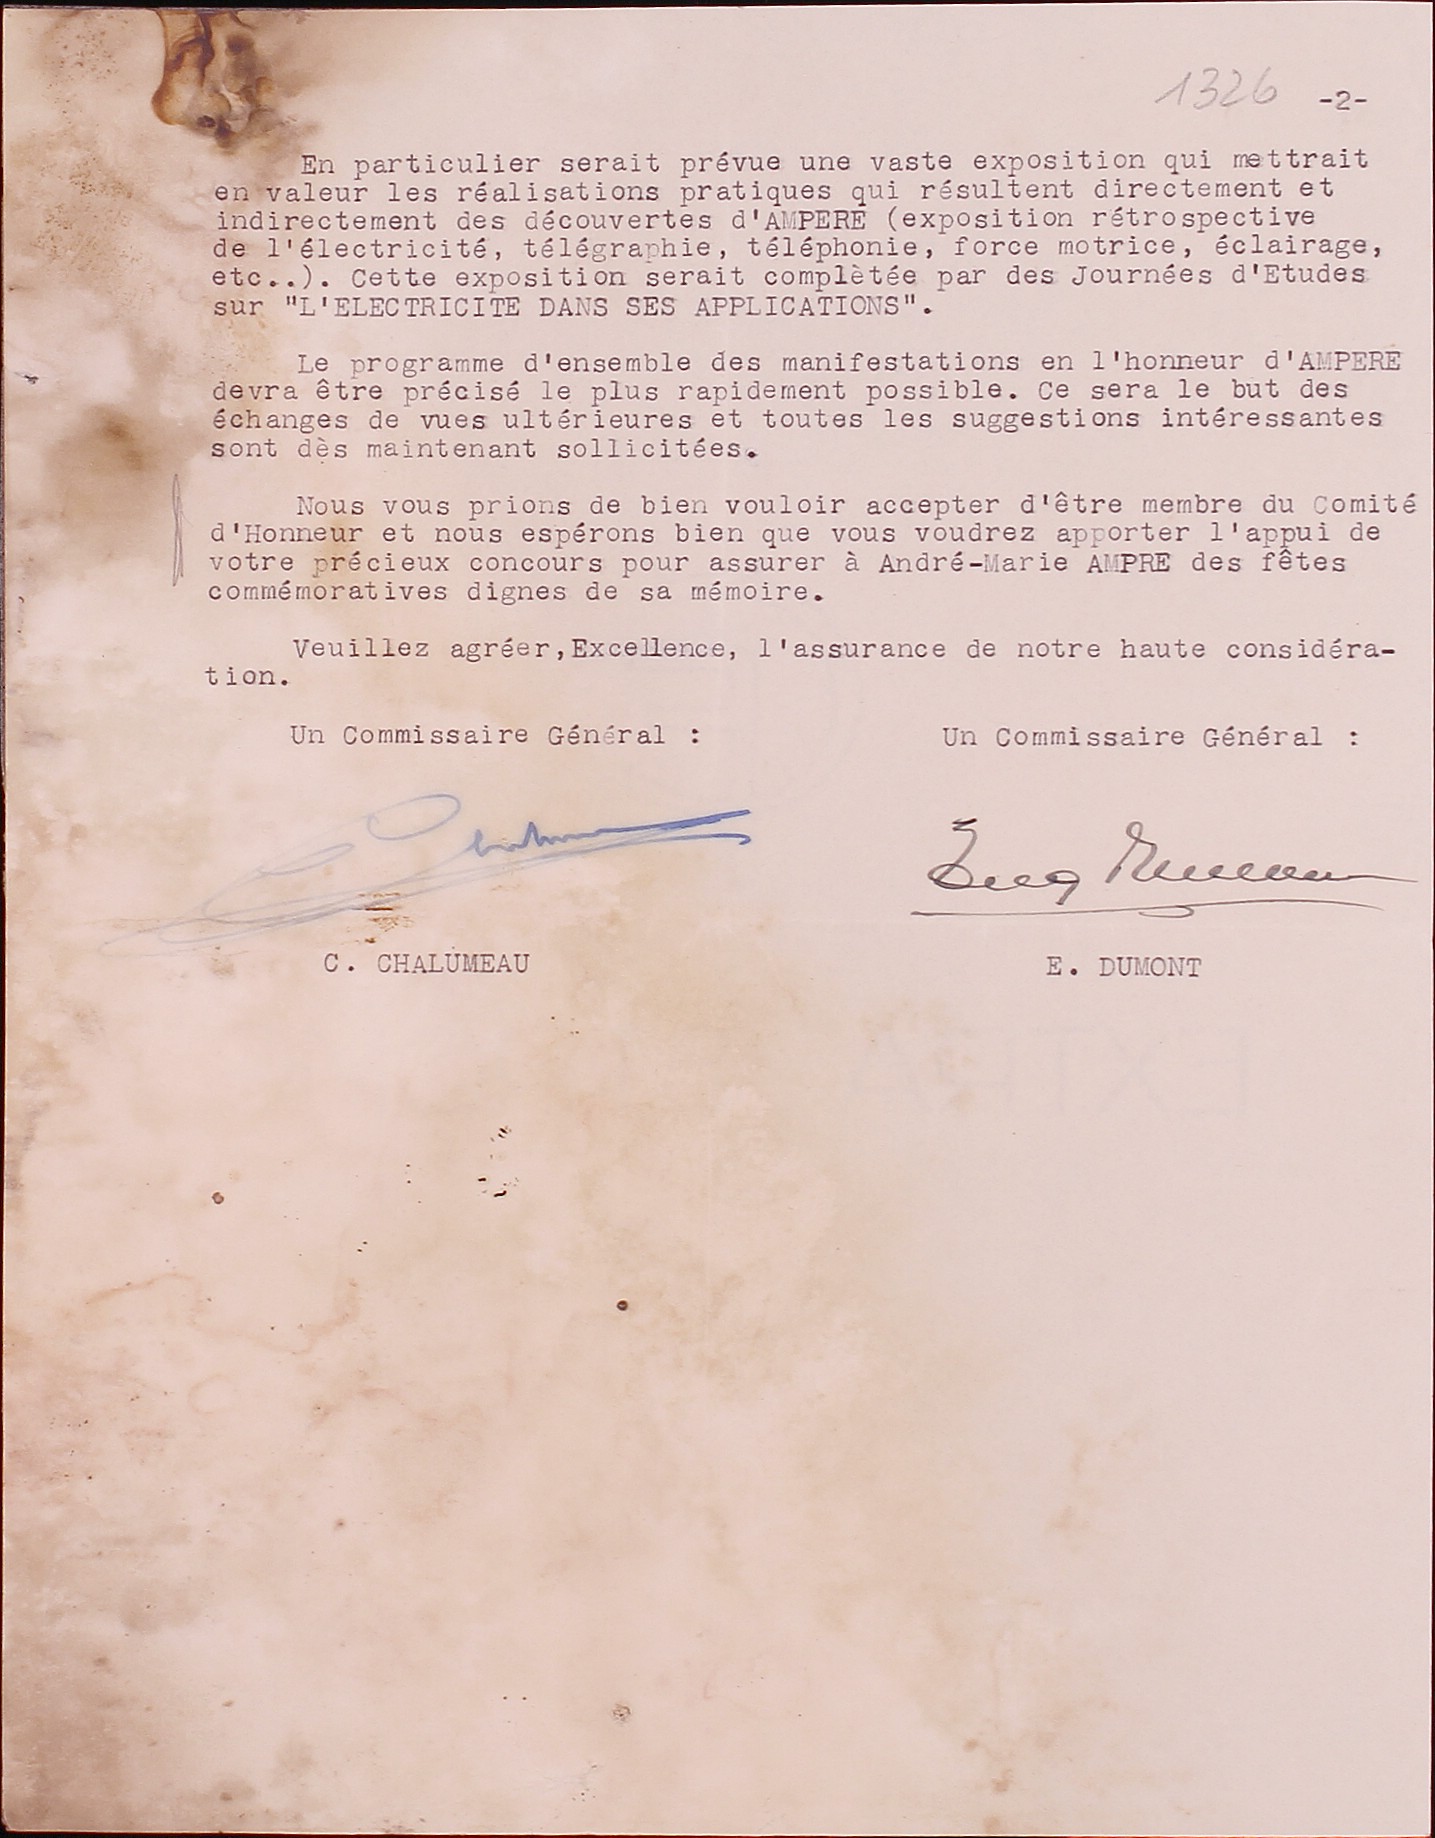 1326 -2-
En particulier serait prévue une vaste exposition qui mettrait
en valeur les réalisations pratiques qui résultent directement et
indirectement des découvertes d'AMPERE (exposition rétrospective
de l'électricité, télégraphie, téléphonie, force motrice, éclairage,
etc..). Cette exposition serait complètée par des Journées d'Etudes
sur "L'ELECTRICITE DANS SES APPLICATIONS".
Le programme d'ensemble des manifestations en l'honneur d'AMPERE
devra être précisé le plus rapidement possible. Ce sera le but des
échanges de vues ultérieures et toutes les suggestions intéressantes
sont dès maintenant sollicitées.
Nous vous prions de bien vouloir accepter d'être membre du Comité
d'Honneur et nous espérons bien que vous voudrez apporter l'appui de
votre précieux concours pour assurer à André-Marie AMPRE des fêtes
commémoratives dignes de sa mémoire.
Veuillez agréer,Excellence, l'assurance de notre haute considéra-
tion.
Un Commissaire Général : Un Commissaire Général :
C. CHALUMEAU E. DUMONT